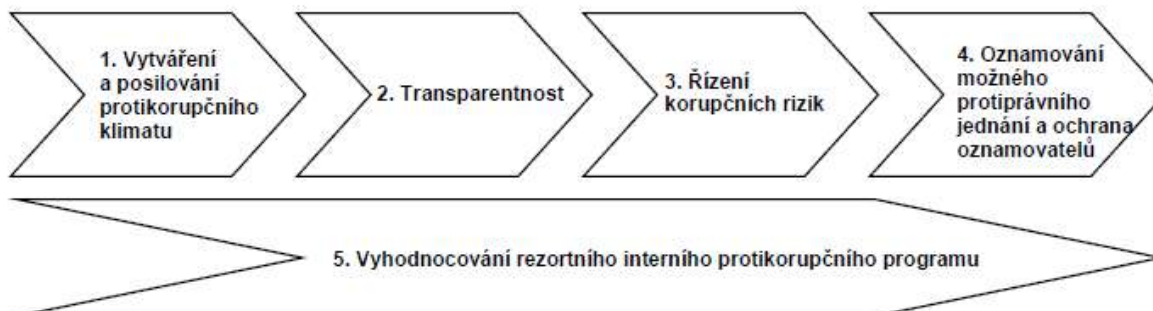 1. Vytváření
a posilování
protikorupčního
klimatu
2. Transparentnost
3. Řízení
korupčních rizik
4. Oznamování
možného
protiprávního
jednání a ochrana
oznamovatelů
5. Vyhodnocování rezortního interního protikorupčního programu